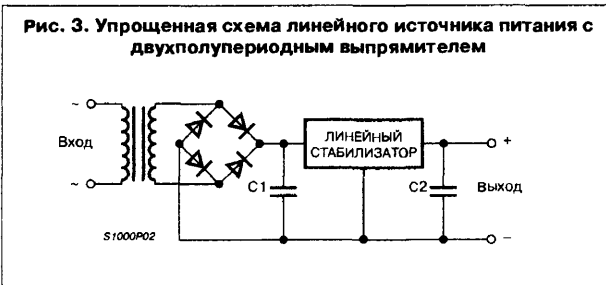 Рис. 3. Упрощенная схема линейного источника питания с
двухполупериодным выпрямителем
~
Вход
~
ЛИНЕЙНЫЙ
СТАБИЛИЗАТОР
+
C1
C2
Выход
–
S1000P02